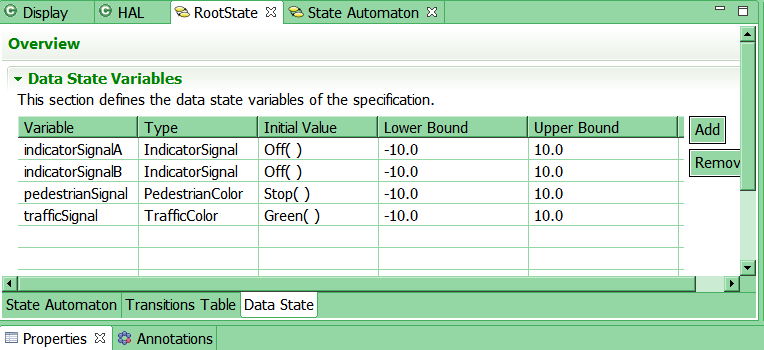 Display HAL RootState State Automaton
Overview
Data State Variables
This section defines the data state variables of the specification.
Variable Type Initial Value Lower Bound Upper Bound
indicatorSignalA IndicatorSignal Off( ) -10.0 10.0
indicatorSignalB IndicatorSignal Off( ) -10.0 10.0
pedestrianSignal PedestrianColor Stop( ) -10.0 10.0
trafficSignal TrafficColor Green( ) -10.0 10.0
Add
Remov
State Automaton Transitions Table Data State
Properties Annotations